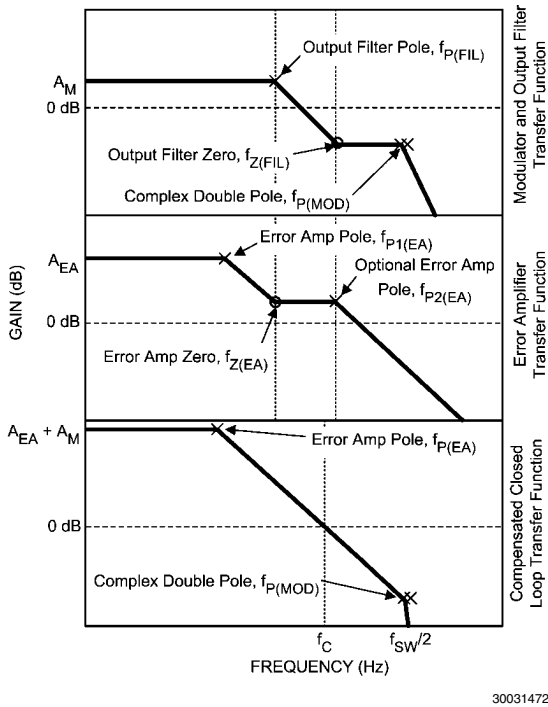 Output Filter Pole, fP(FIL)
AM
0 dB
Output Filter Zero, fZ(FIL)
Complex Double Pole, fP(MOD)
Modulator and Output Filter
Transfer Function
Error Amp Pole, fP1(EA)
AEA
Optional Error Amp
Pole, fP2(EA)
0 dB
Error Amp Zero, fZ(EA)
Error Amplifier
Transfer Function
GAIN (dB)
AEA + AM
Error Amp Pole, fP(EA)
0 dB
Complex Double Pole, fP(MOD)
Compensated Closed
Loop Transfer Function
fC
fSW/2
FREQUENCY (Hz)
30031472